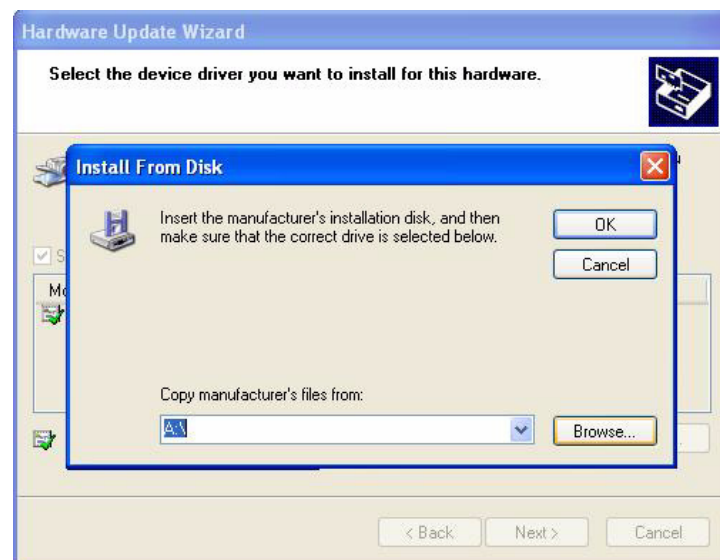 Hardware Update Wizard
Select the device driver you want to install for this hardware.
Install From Disk
Insert the manufacturer's installation disk, and then
make sure that the correct drive is selected below.
OK
Cancel
Copy manufacturer's files from:
A:\
Browse...
< Back
Next >
Cancel